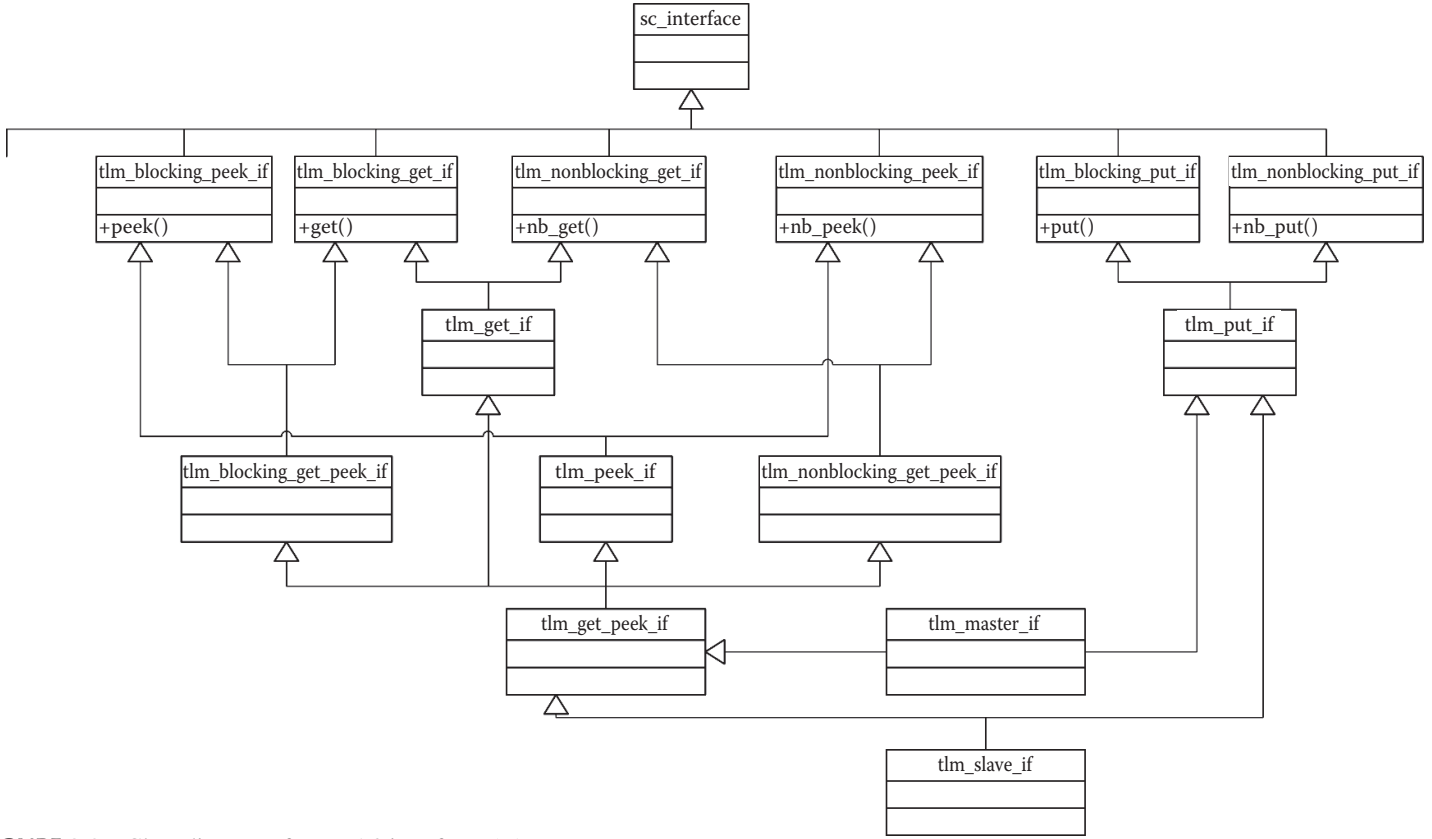 sc_interface
tlm_blocking_peek_if
+peek()
tlm_blocking_get_if
+get()
tlm_nonblocking_get_if
+nb_get()
tlm_nonblocking_peek_if
+nb_peek()
tlm_blocking_put_if
+put()
tlm_nonblocking_put_if
+nb_put()
tlm_get_if
tlm_put_if
tlm_blocking_get_peek_if
tlm_peek_if
tlm_nonblocking_get_peek_if
tlm_get_peek_if
tlm_master_if
tlm_slave_if